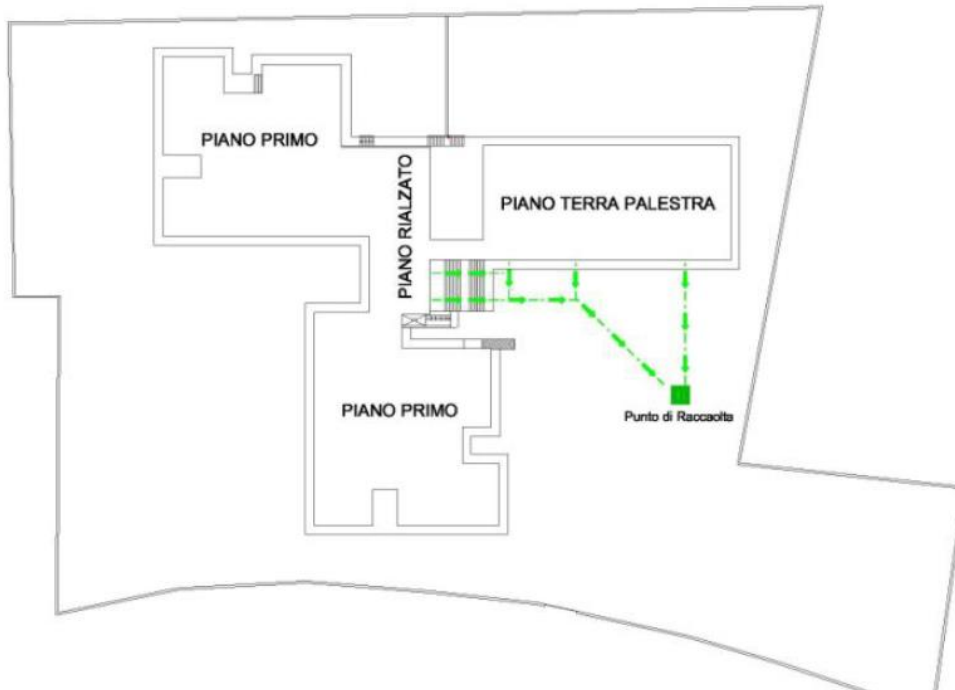 PIANO PRIMO
PIANO RIALZATO
PIANO TERRA PALESTRA
PIANO PRIMO
Punto di Raccaolta